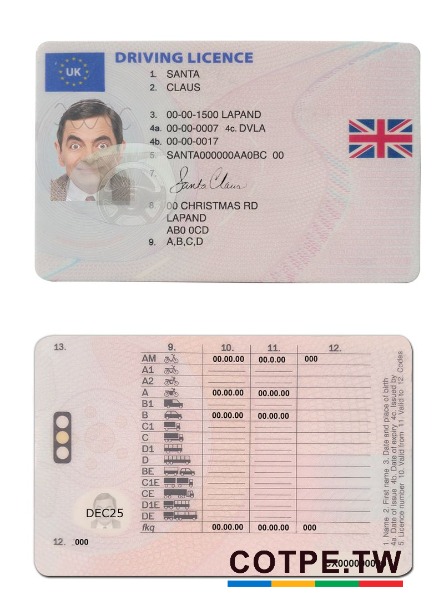 UK
DRIVING LICENCE
1. SANTA
2. CLAUS
3. 00-00-1500 LAPAND
4a. 00-00-0007 4c. DVLA
4b. 00-00-0017
5. SANTA000000AA0BC 00
7. Santa Claus
8. 00 CHRISTMAS RD
LAPAND
AB0 0CD
9. A,B,C,D
13. 9. 10. 11. 12.
AM 00.00.00 00.0.00 000
A1
A2
A 00.00.00 00.00.00
B1
B 00.00.00 00.00.00
C1
C
D1
D
BE
C1E
CE
D1E
DE
fkq 00.00.00 00.00.00 000
DEC25
12. 000
1. Name 2. First name 3. Date and place of birth
4a. Date of issue 4b. Date of expiry 4c. Issued by
5. Licence number 10. Valid from 11. Valid to 12. Codes
COTPE.TW